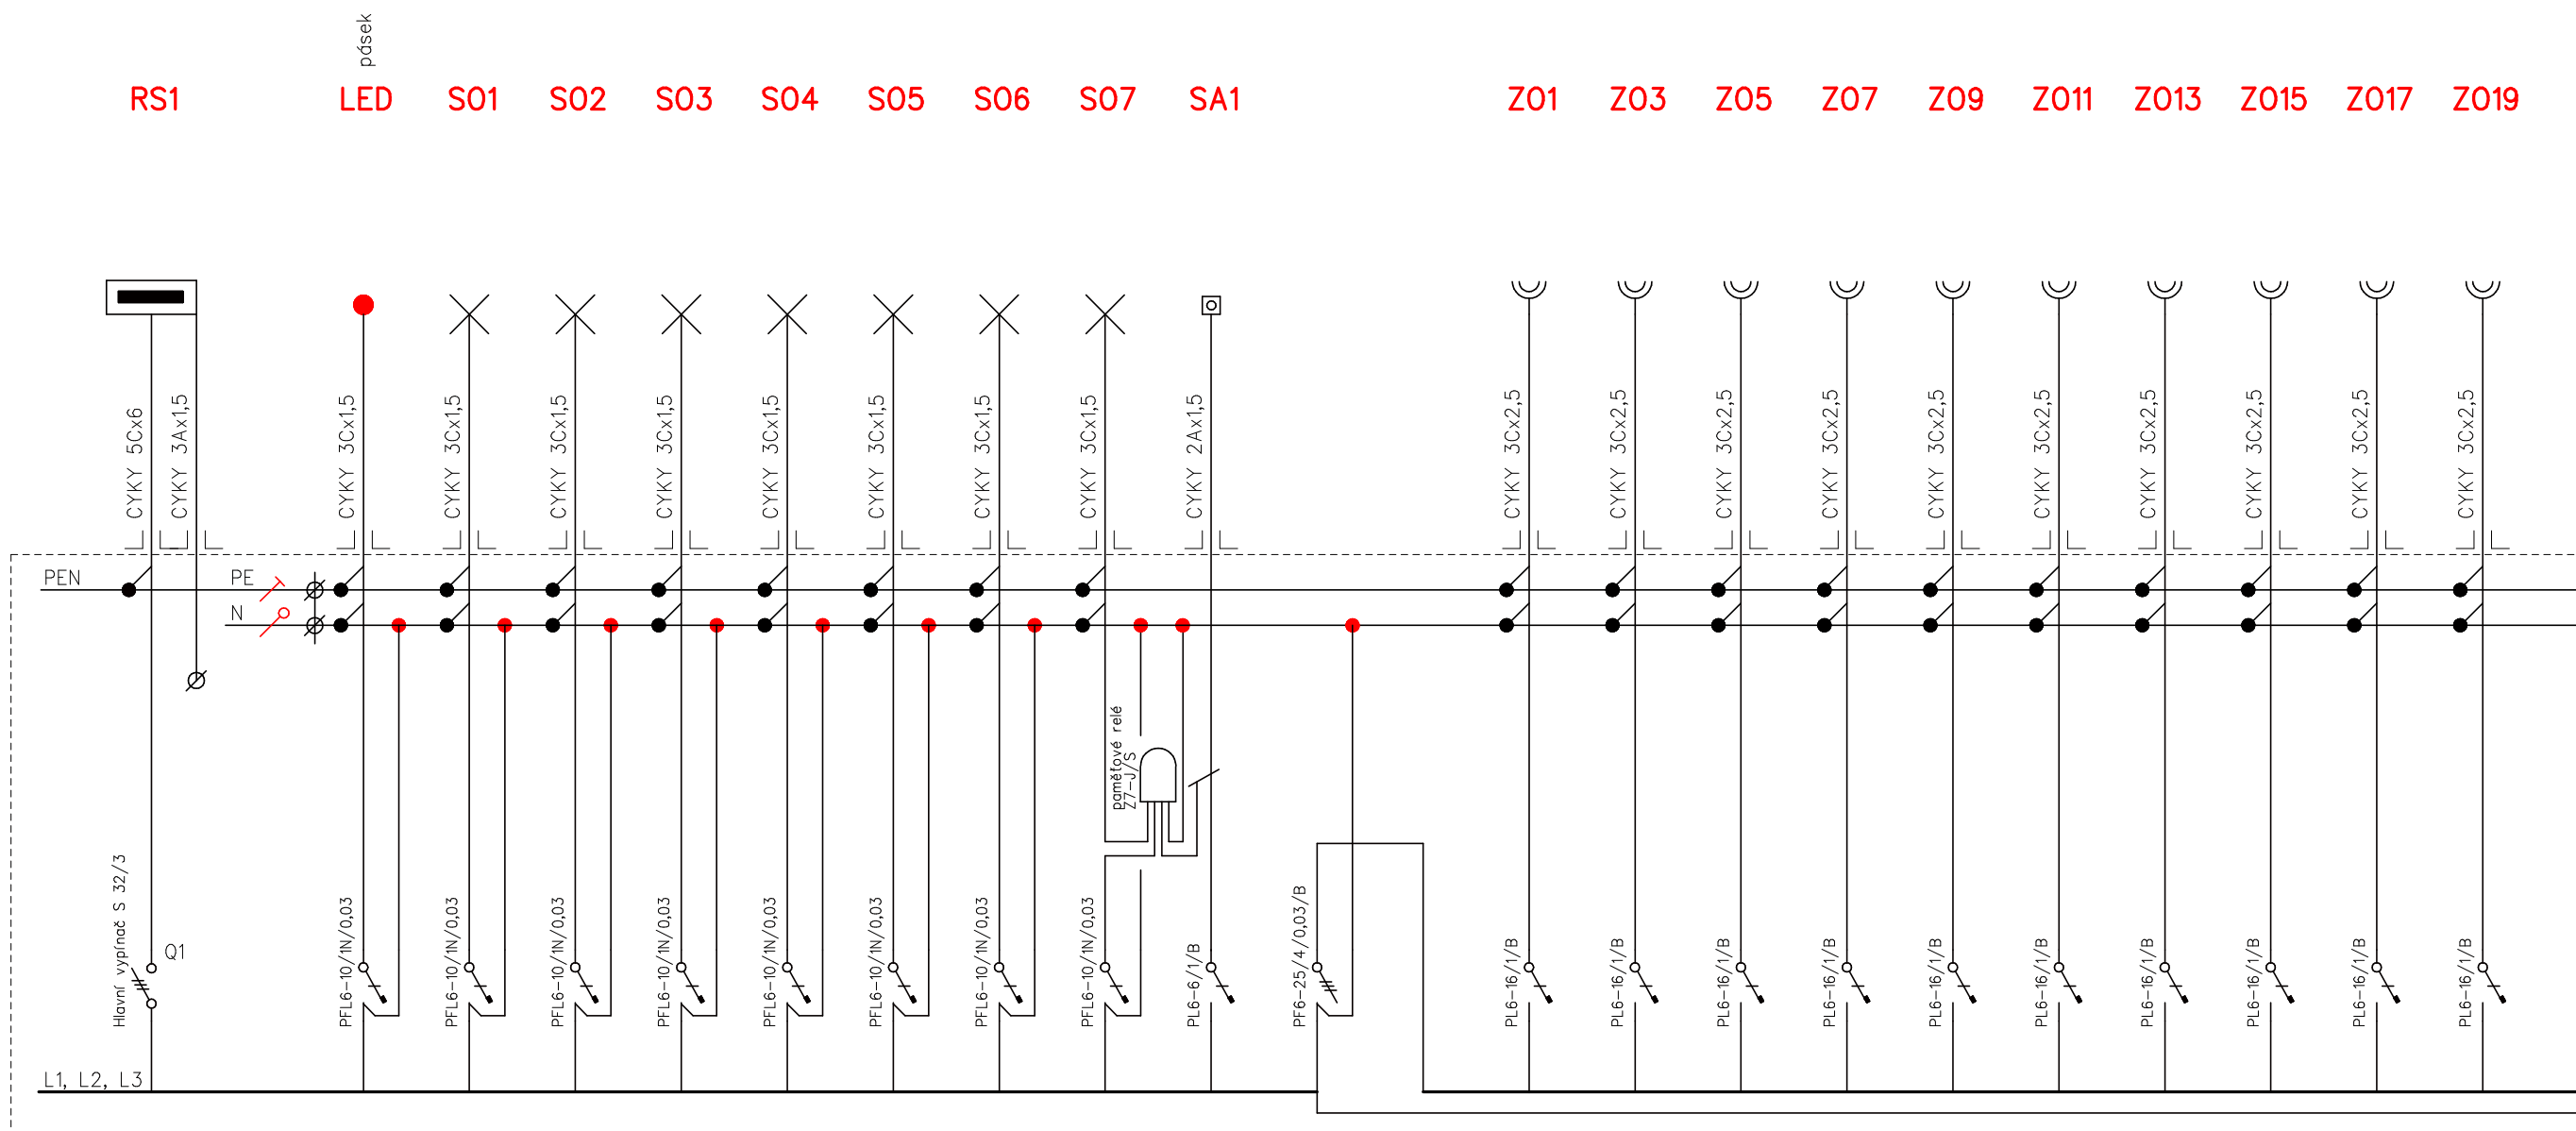 pásek
RS1 LED SO1 SO2 SO3 SO4 SO5 SO6 SO7 SA1 ZO1 ZO3 ZO5 ZO7 ZO9 ZO11 ZO13 ZO15 ZO17 ZO19
CYKY 5Cx6
CYKY 3Ax1,5
CYKY 3Cx1,5
CYKY 3Cx1,5
CYKY 3Cx1,5
CYKY 3Cx1,5
CYKY 3Cx1,5
CYKY 3Cx1,5
CYKY 3Cx1,5
CYKY 3Cx1,5
CYKY 2Ax1,5
CYKY 3Cx2,5
CYKY 3Cx2,5
CYKY 3Cx2,5
CYKY 3Cx2,5
CYKY 3Cx2,5
CYKY 3Cx2,5
CYKY 3Cx2,5
CYKY 3Cx2,5
CYKY 3Cx2,5
CYKY 3Cx2,5
PEN
PE
N
paměťové relé
Z7-J/S
Hlavní vypínač S 32/3
Q1
PFL6-10/1N/0,03
PFL6-10/1N/0,03
PFL6-10/1N/0,03
PFL6-10/1N/0,03
PFL6-10/1N/0,03
PFL6-10/1N/0,03
PFL6-10/1N/0,03
PFL6-10/1N/0,03
PL6-6/1/B
PF6-25/4/0,03/B
PL6-16/1/B
PL6-16/1/B
PL6-16/1/B
PL6-16/1/B
PL6-16/1/B
PL6-16/1/B
PL6-16/1/B
PL6-16/1/B
PL6-16/1/B
PL6-16/1/B
L1, L2, L3